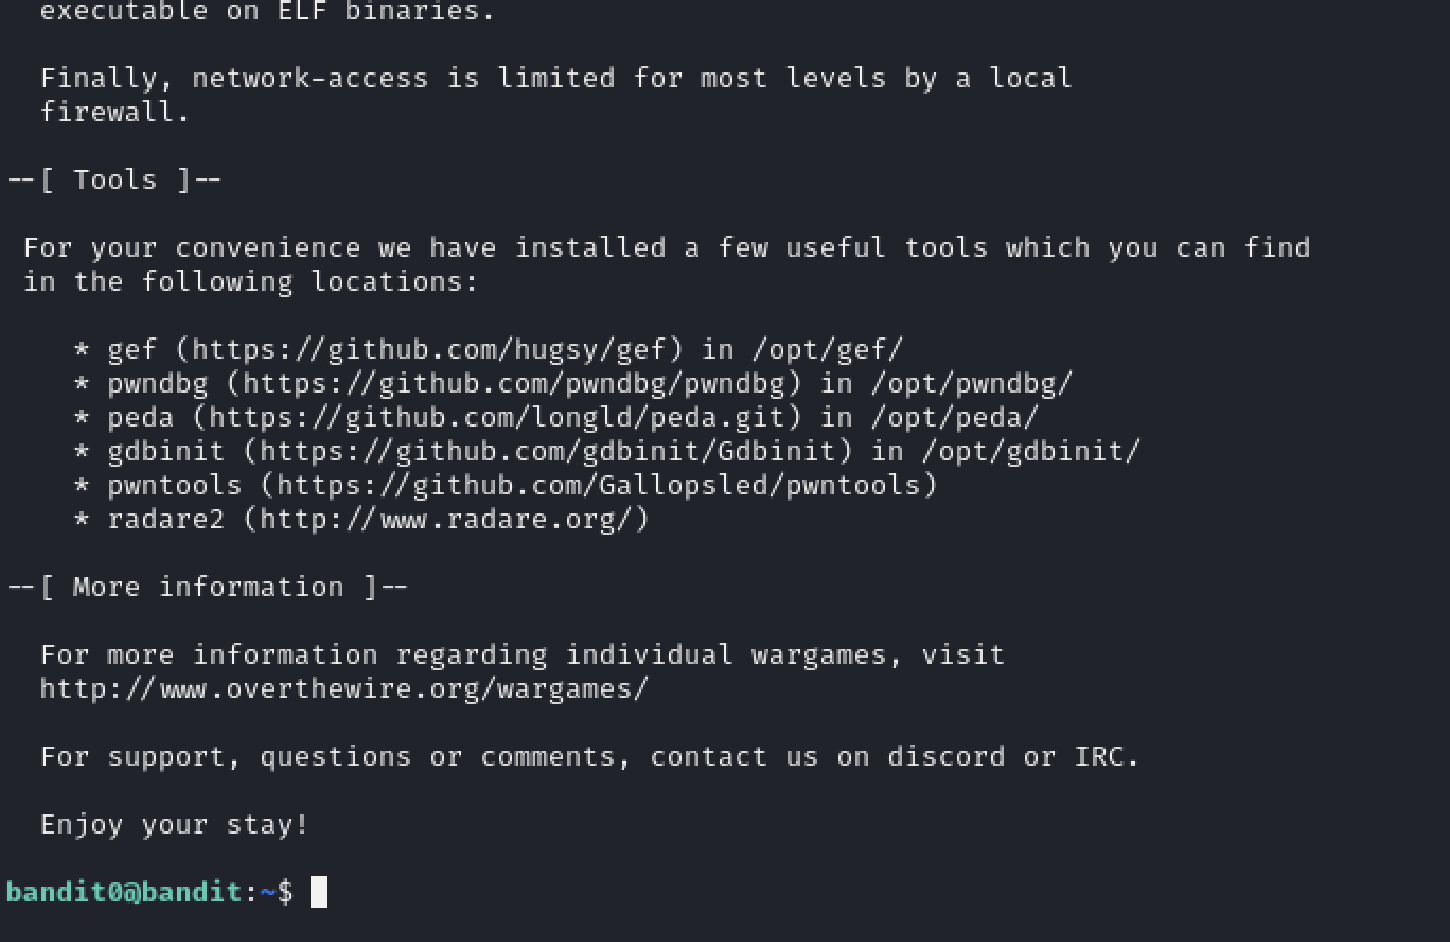 executable on ELF binaries.
Finally, network-access is limited for most levels by a local
firewall.
--[ Tools ]--
For your convenience we have installed a few useful tools which you can find
in the following locations:
* gef (https://github.com/hugsy/gef) in /opt/gef/
* pwndbg (https://github.com/pwndbg/pwndbg) in /opt/pwndbg/
* peda (https://github.com/longld/peda.git) in /opt/peda/
* gdbinit (https://github.com/gdbinit/Gdbinit) in /opt/gdbinit/
* pwntools (https://github.com/Gallopsled/pwntools)
* radare2 (http://www.radare.org/)
--[ More information ]--
For more information regarding individual wargames, visit
http://www.overthewire.org/wargames/
For support, questions or comments, contact us on discord or IRC.
Enjoy your stay!
bandit0@bandit:~$